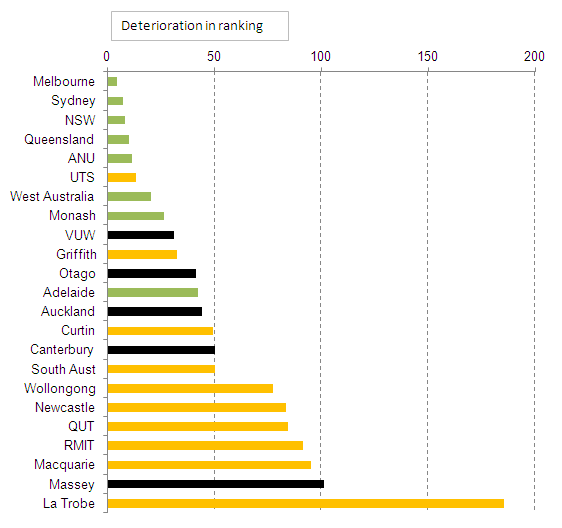 Deterioration in ranking
0 50 100 150 200
Melbourne
Sydney
NSW
Queensland
ANU
UTS
West Australia
Monash
VUW
Griffith
Otago
Adelaide
Auckland
Curtin
Canterbury
South Aust
Wollongong
Newcastle
QUT
RMIT
Macquarie
Massey
La Trobe